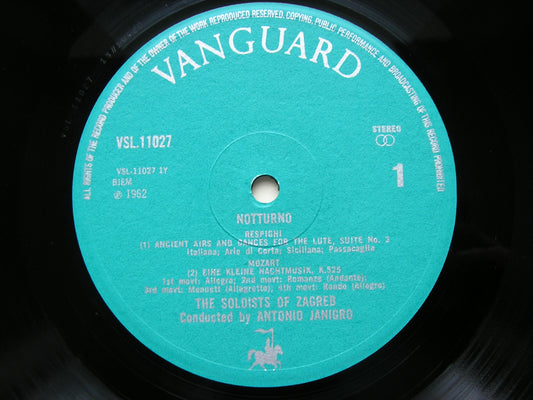 ALL RIGHTS OF THE RECORD PRODUCER AND OF THE OWNER OF THE WORK REPRODUCED RESERVED. COPYING, PUBLIC PERFORMANCE AND BROADCASTING OF THIS RECORD PROHIBITED
VANGUARD
VSL.11027
STEREO
VSL.11027 1Y
BIEM
℗ 1962
1
NOTTURNO
RESPIGHI
(1) ANCIENT AIRS AND DANCES FOR THE LUTE, SUITE No. 3
Italiana; Arie di Corte; Siciliana; Passacaglia
MOZART
(2) EINE KLEINE NACHTMUSIK, K.525
1st movt: Allegro; 2nd movt: Romanze (Andante);
3rd movt: Menuett (Allegretto); 4th movt: Rondo (Allegro)
THE SOLOISTS OF ZAGREB
Conducted by ANTONIO JANIGRO